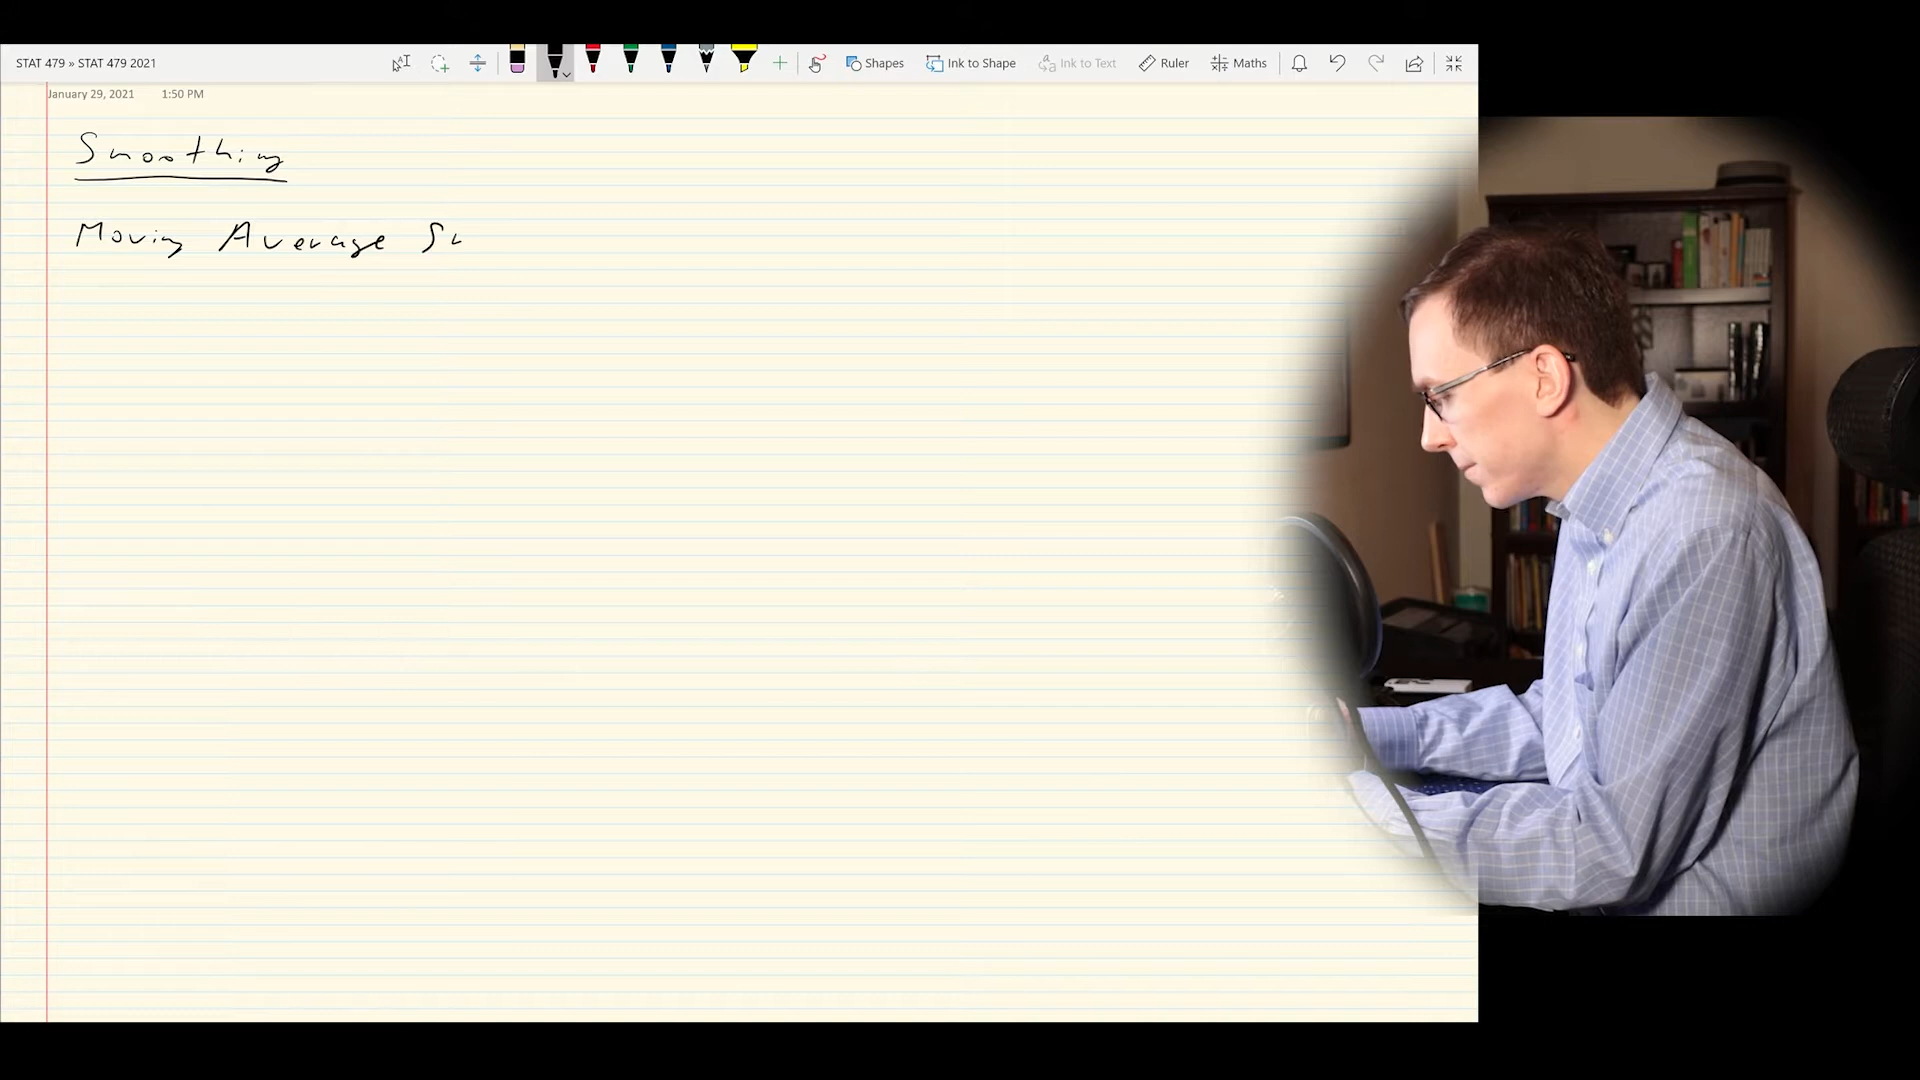 STAT 479 » STAT 479 2021
Shapes
Ink to Shape
Ink to Text
Ruler
Maths
January 29, 2021 1:50 PM
Smoothing
Moving Average